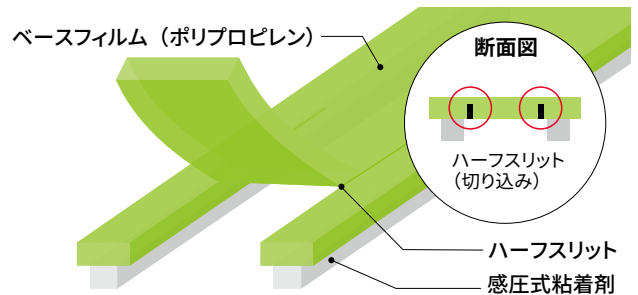 ベースフィルム（ポリプロピレン）
断面図
ハーフスリット
（切り込み）
ハーフスリット
感圧式粘着剤